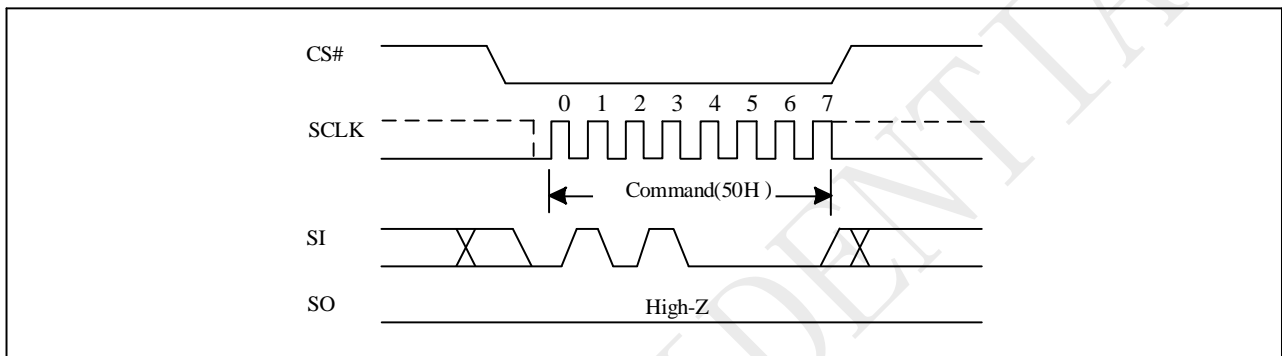 CS#
0 1 2 3 4 5 6 7
SCLK
Command(50H )
SI
SO High-Z